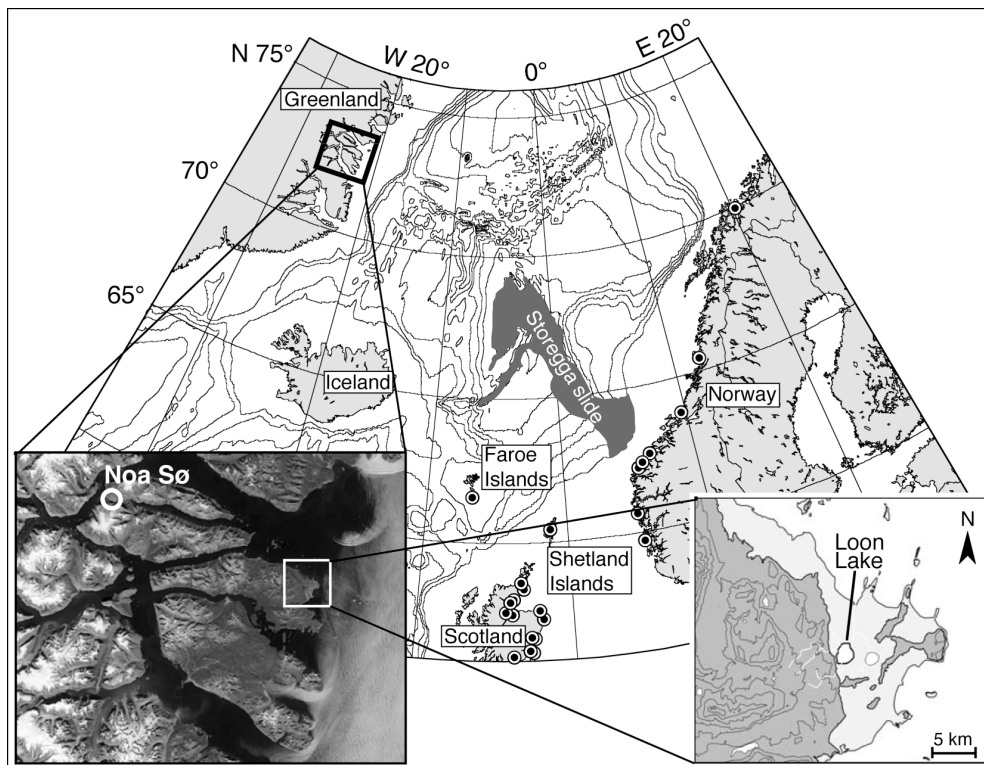 N 75°
W 20°
0°
E 20°
Greenland
70°
65°
Storegga slide
Iceland
Norway
Noa Sø
Faroe
Islands
Shetland
Islands
Scotland
N
Loon
Lake
5 km